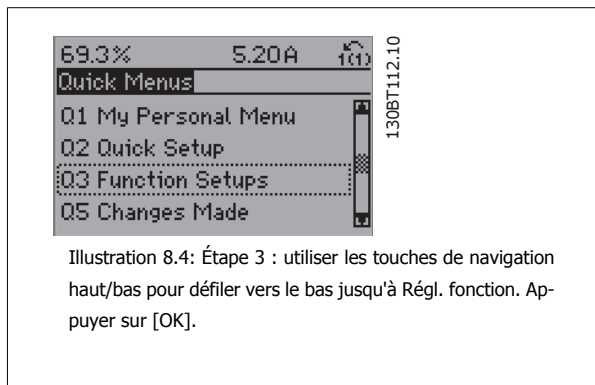 69.3% 5.20A 1(1)
Quick Menus
Q1 My Personal Menu
Q2 Quick Setup
Q3 Function Setups
Q5 Changes Made
130BT112.10
Illustration 8.4: Étape 3 : utiliser les touches de navigation
haut/bas pour défiler vers le bas jusqu'à Régl. fonction. Ap-
puyer sur [OK].